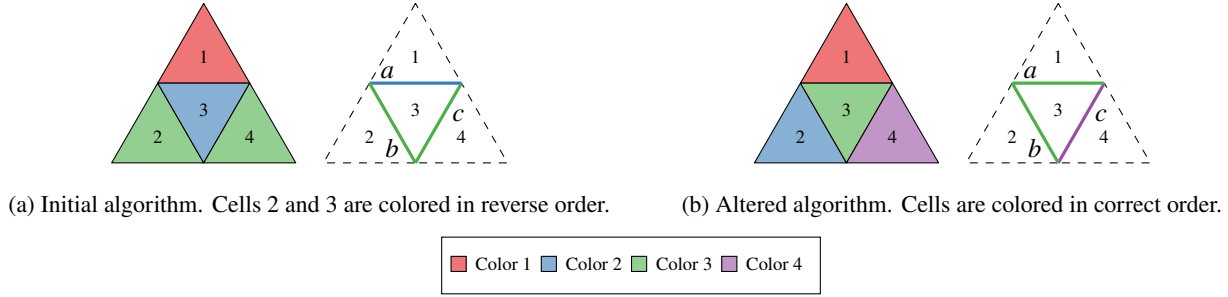 1
2 3 4
1
a
3
c
2 b 4
1
2 3 4
1
a
3
c
2 b 4
(a) Initial algorithm. Cells 2 and 3 are colored in reverse order.
(b) Altered algorithm. Cells are colored in correct order.
Color 1 Color 2 Color 3 Color 4